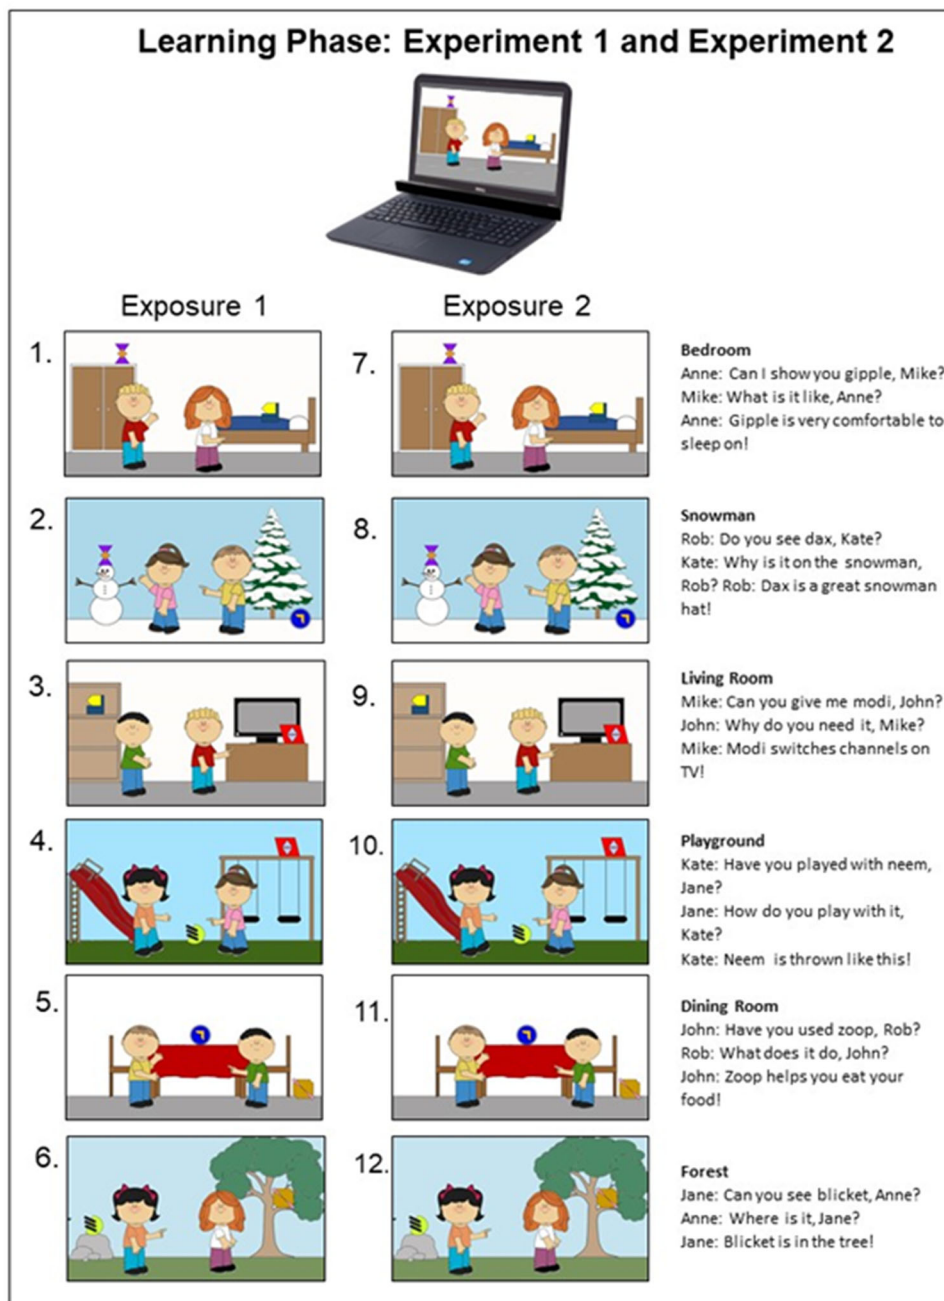 Learning Phase: Experiment 1 and Experiment 2
Exposure 1
Exposure 2
1.
7.
Bedroom
Anne: Can I show you gipple, Mike?
Mike: What is it like, Anne?
Anne: Gipple is very comfortable to
sleep on!
2.
8.
Snowman
Rob: Do you see dax, Kate?
Kate: Why is it on the snowman,
Rob? Rob: Dax is a great snowman
hat!
3.
9.
Living Room
Mike: Can you give me modi, John?
John: Why do you need it, Mike?
Mike: Modi switches channels on
TV!
4.
10.
Playground
Kate: Have you played with neem,
Jane?
Jane: How do you play with it,
Kate?
Kate: Neem is thrown like this!
5.
11.
Dining Room
John: Have you used zoop, Rob?
Rob: What does it do, John?
John: Zoop helps you eat your
food!
6.
12.
Forest
Jane: Can you see blicket, Anne?
Anne: Where is it, Jane?
Jane: Blicket is in the tree!